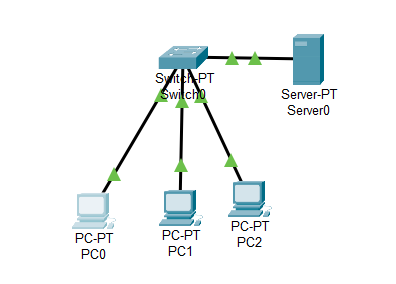 Switch-PT
Switch0
Server-PT
Server0
PC-PT
PC0
PC-PT
PC1
PC-PT
PC2